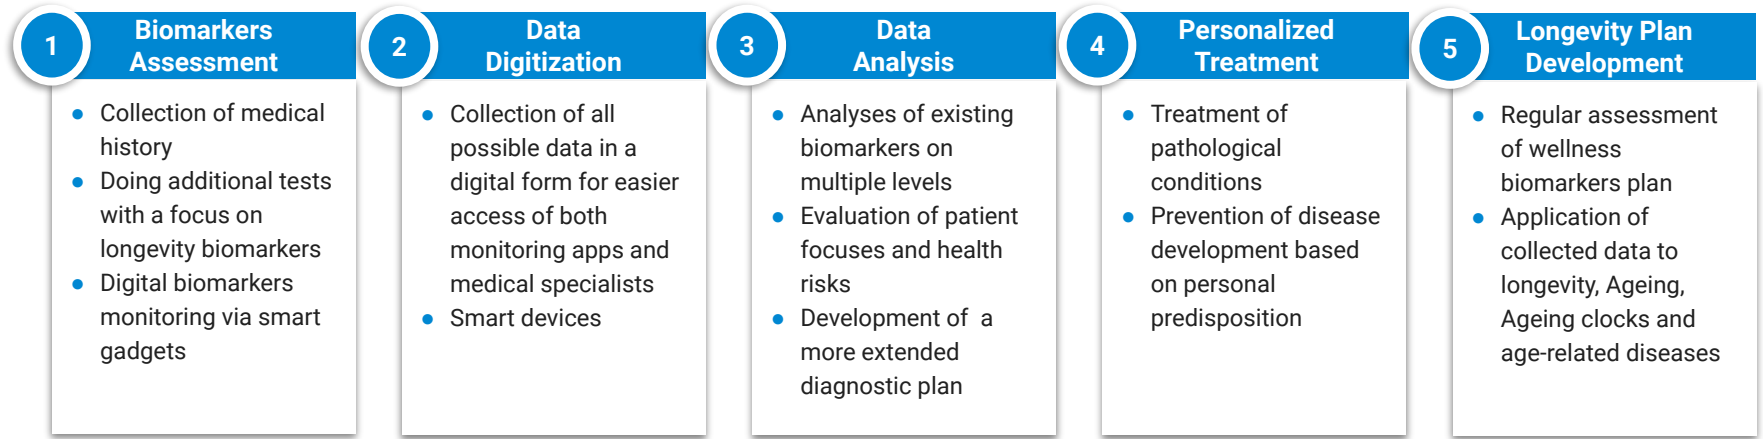 1
Biomarkers
Assessment
● Collection of medical
history
● Doing additional tests
with a focus on
longevity biomarkers
● Digital biomarkers
monitoring via smart
gadgets
2
Data
Digitization
● Collection of all
possible data in a
digital form for easier
access of both
monitoring apps and
medical specialists
● Smart devices
3
Data
Analysis
● Analyses of existing
biomarkers on
multiple levels
● Evaluation of patient
focuses and health
risks
● Development of  a
more extended
diagnostic plan
4
Personalized
Treatment
● Treatment of
pathological
conditions
● Prevention of disease
development based
on personal
predisposition
5
Longevity Plan
Development
● Regular assessment
of wellness
biomarkers plan
● Application of
collected data to
longevity, Ageing,
Ageing clocks and
age-related diseases